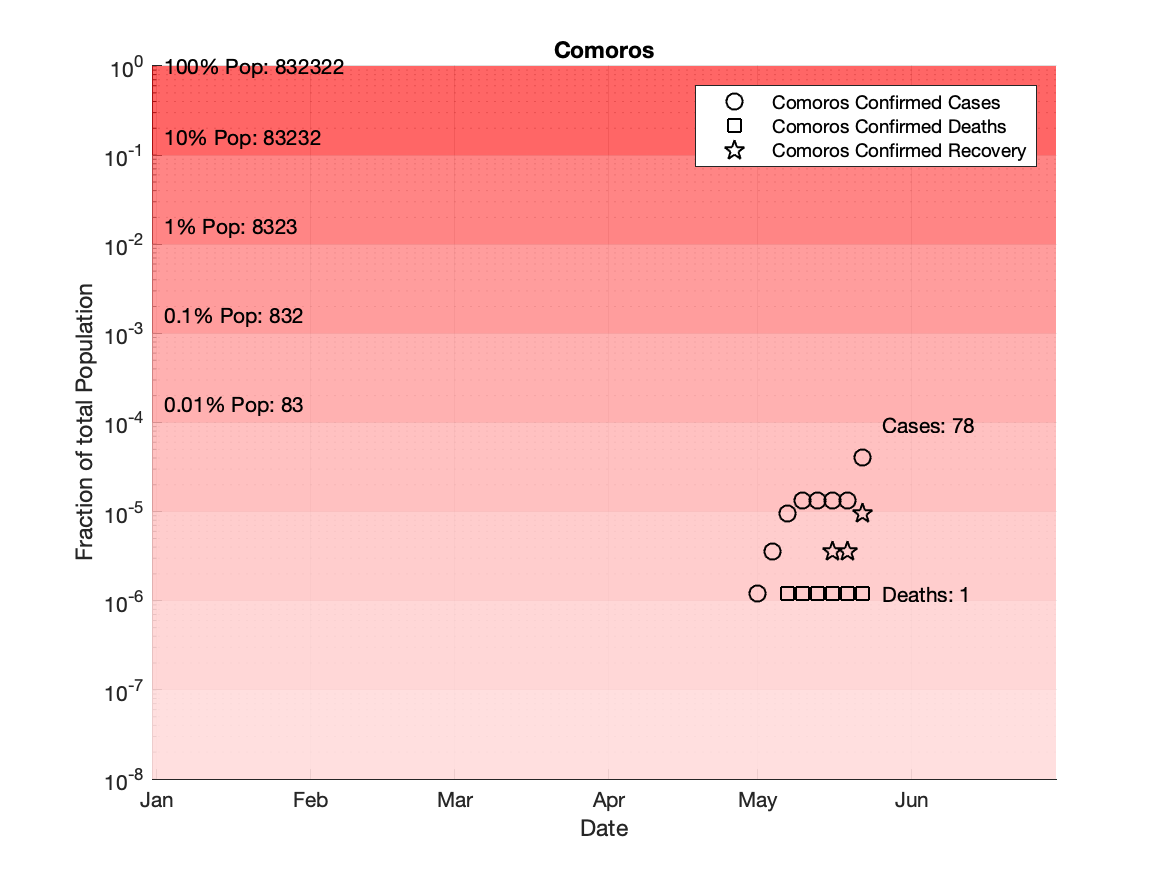 Comoros
10⁰
100% Pop: 832322
Comoros Confirmed Cases
Comoros Confirmed Deaths
Comoros Confirmed Recovery
10% Pop: 83232
10⁻¹
1% Pop: 8323
10⁻²
0.1% Pop: 832
10⁻³
0.01% Pop: 83
10⁻⁴
Cases: 78
10⁻⁵
Deaths: 1
10⁻⁶
10⁻⁷
10⁻⁸
Fraction of total Population
Jan Feb Mar Apr May Jun
Date